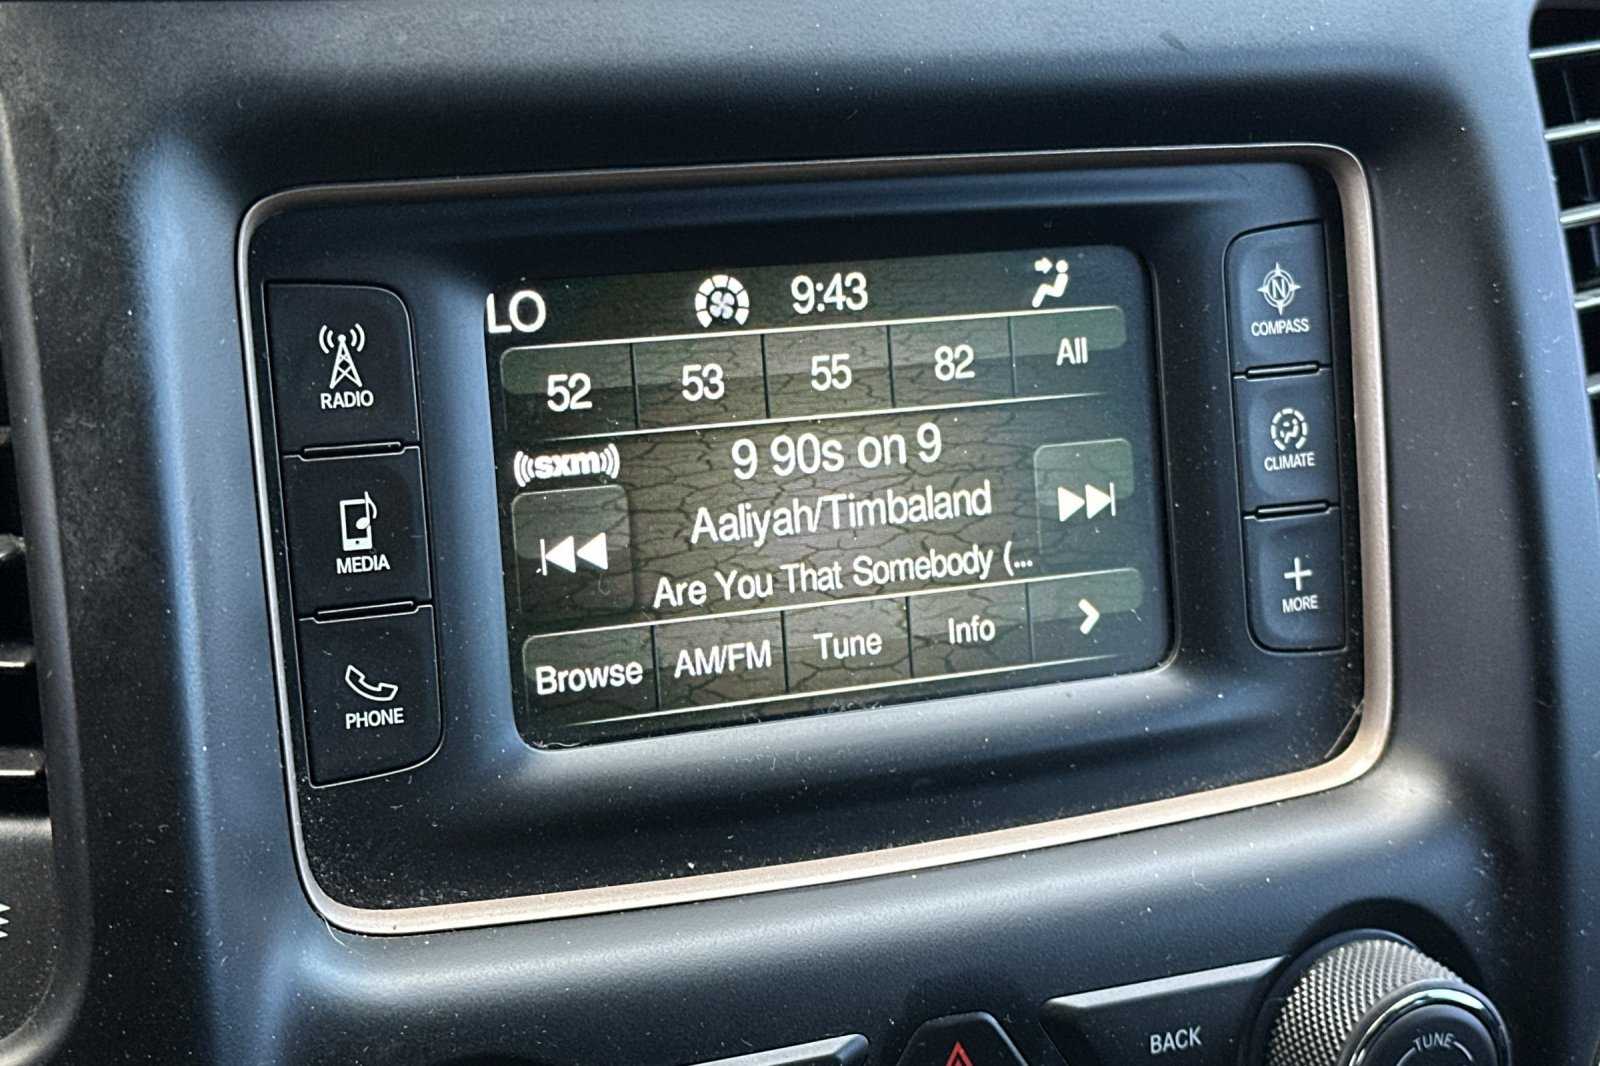 LO 9:43
52 53 55 82 All
sxm
9 90s on 9
Aaliyah/Timbaland
Are You That Somebody (...
Browse AM/FM Tune Info
RADIO
MEDIA
PHONE
N
COMPASS
CLIMATE
MORE
BACK
TUNE